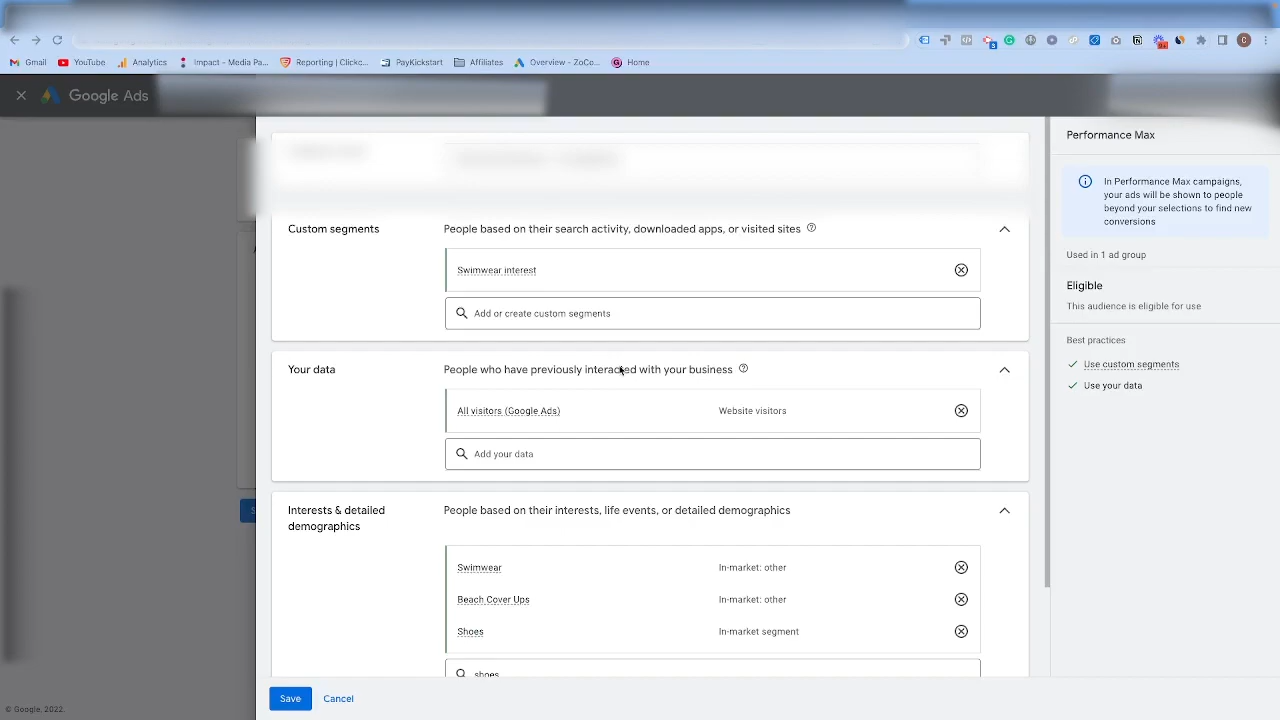 Gmail
YouTube
Analytics
Impact - Media Pa...
Reporting | Clickc...
PayKickstart
Affiliates
Overview - ZoCo...
Home
Google Ads
Performance Max
In Performance Max campaigns,
your ads will be shown to people
beyond your selections to find new
conversions
Used in 1 ad group
Eligible
This audience is eligible for use
Best practices
Use custom segments
Use your data
Custom segments
People based on their search activity, downloaded apps, or visited sites
Swimwear interest
Add or create custom segments
Your data
People who have previously interacted with your business
All visitors (Google Ads)
Website visitors
Add your data
Interests & detailed
demographics
People based on their interests, life events, or detailed demographics
Swimwear
In-market: other
Beach Cover Ups
In-market: other
Shoes
In-market segment
shoes
Save
Cancel
© Google, 2022.